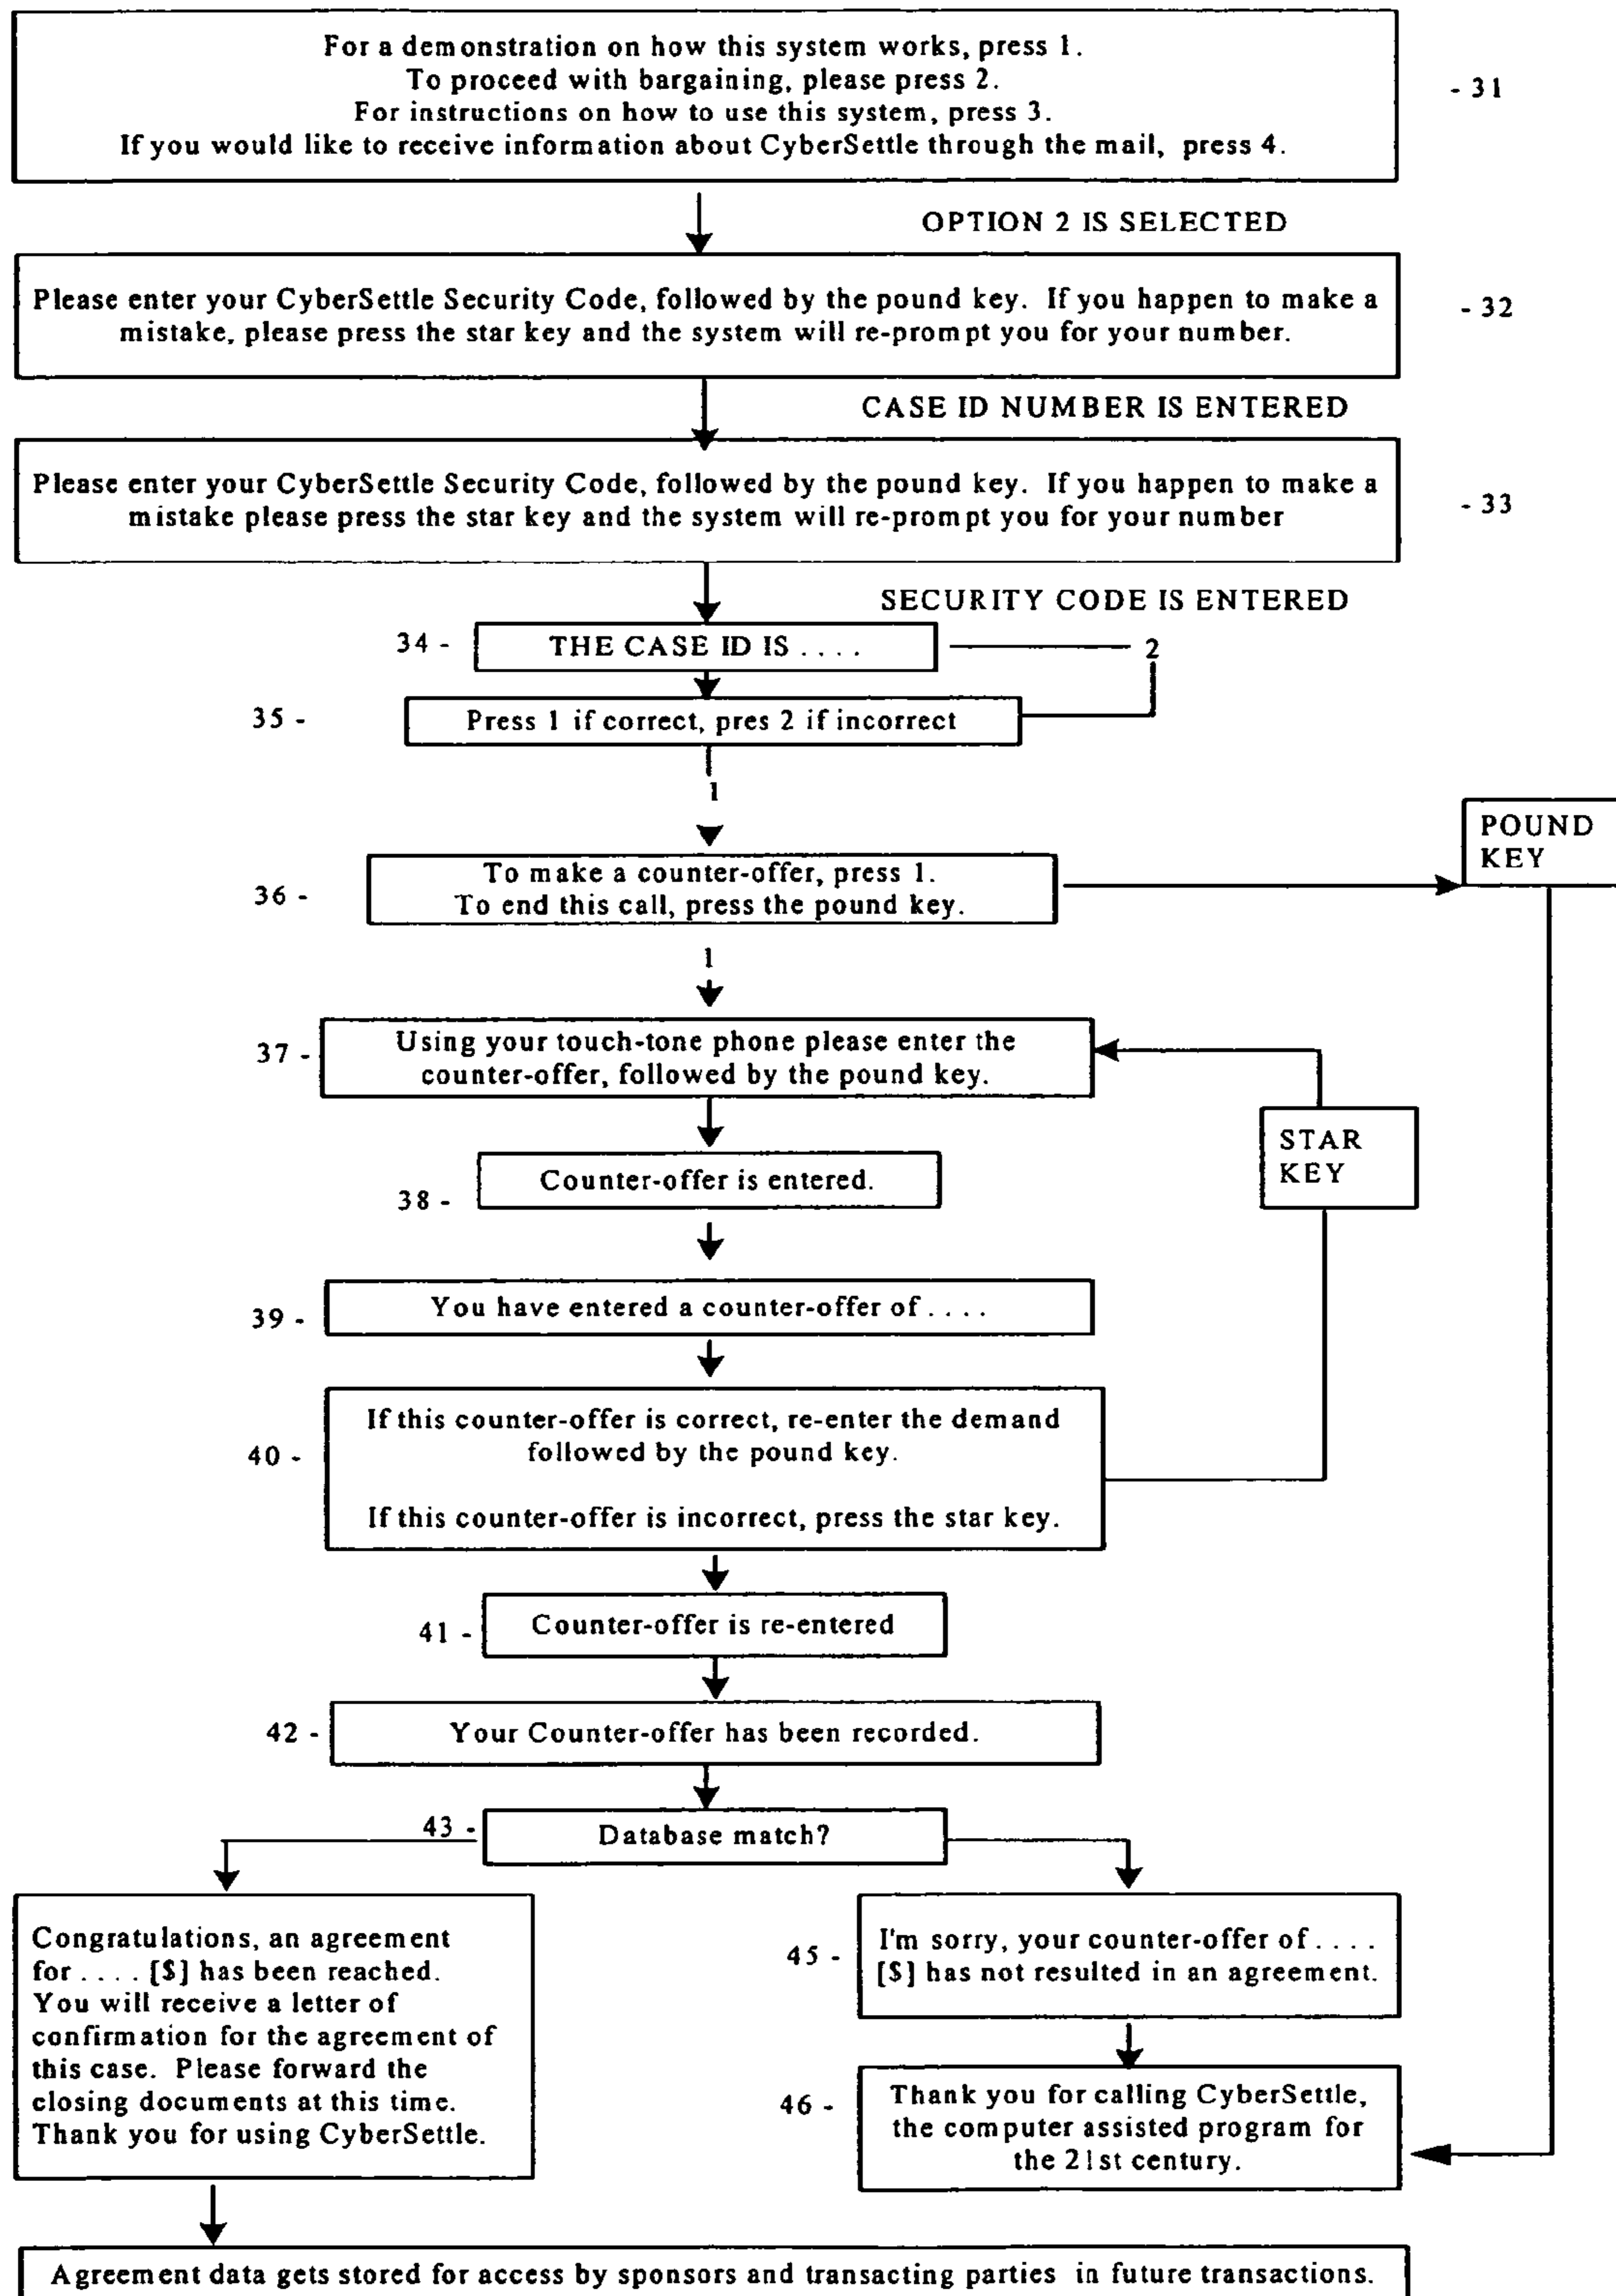 For a demonstration on how this system works, press 1.
To proceed with bargaining, please press 2.
For instructions on how to use this system, press 3.
If you would like to receive information about CyberSettle through the mail, press 4.
- 31
OPTION 2 IS SELECTED
Please enter your CyberSettle Security Code, followed by the pound key. If you happen to make a
mistake, please press the star key and the system will re-prompt you for your number.
- 32
CASE ID NUMBER IS ENTERED
Please enter your CyberSettle Security Code, followed by the pound key. If you happen to make a
mistake please press the star key and the system will re-prompt you for your number
- 33
SECURITY CODE IS ENTERED
34 -
THE CASE ID IS . . . .
2
35 -
Press 1 if correct, pres 2 if incorrect
1
POUND
KEY
36 -
To make a counter-offer, press 1.
To end this call, press the pound key.
1
37 -
Using your touch-tone phone please enter the
counter-offer, followed by the pound key.
STAR
KEY
38 -
Counter-offer is entered.
39 -
You have entered a counter-offer of . . . .
40 -
If this counter-offer is correct, re-enter the demand
followed by the pound key.
If this counter-offer is incorrect, press the star key.
41 -
Counter-offer is re-entered
42 -
Your Counter-offer has been recorded.
43 -
Database match?
Congratulations, an agreement
for . . . . [$] has been reached.
You will receive a letter of
confirmation for the agreement of
this case. Please forward the
closing documents at this time.
Thank you for using CyberSettle.
45 -
I'm sorry, your counter-offer of . . . .
[$] has not resulted in an agreement.
46 -
Thank you for calling CyberSettle,
the computer assisted program for
the 21st century.
Agreement data gets stored for access by sponsors and transacting parties in future transactions.